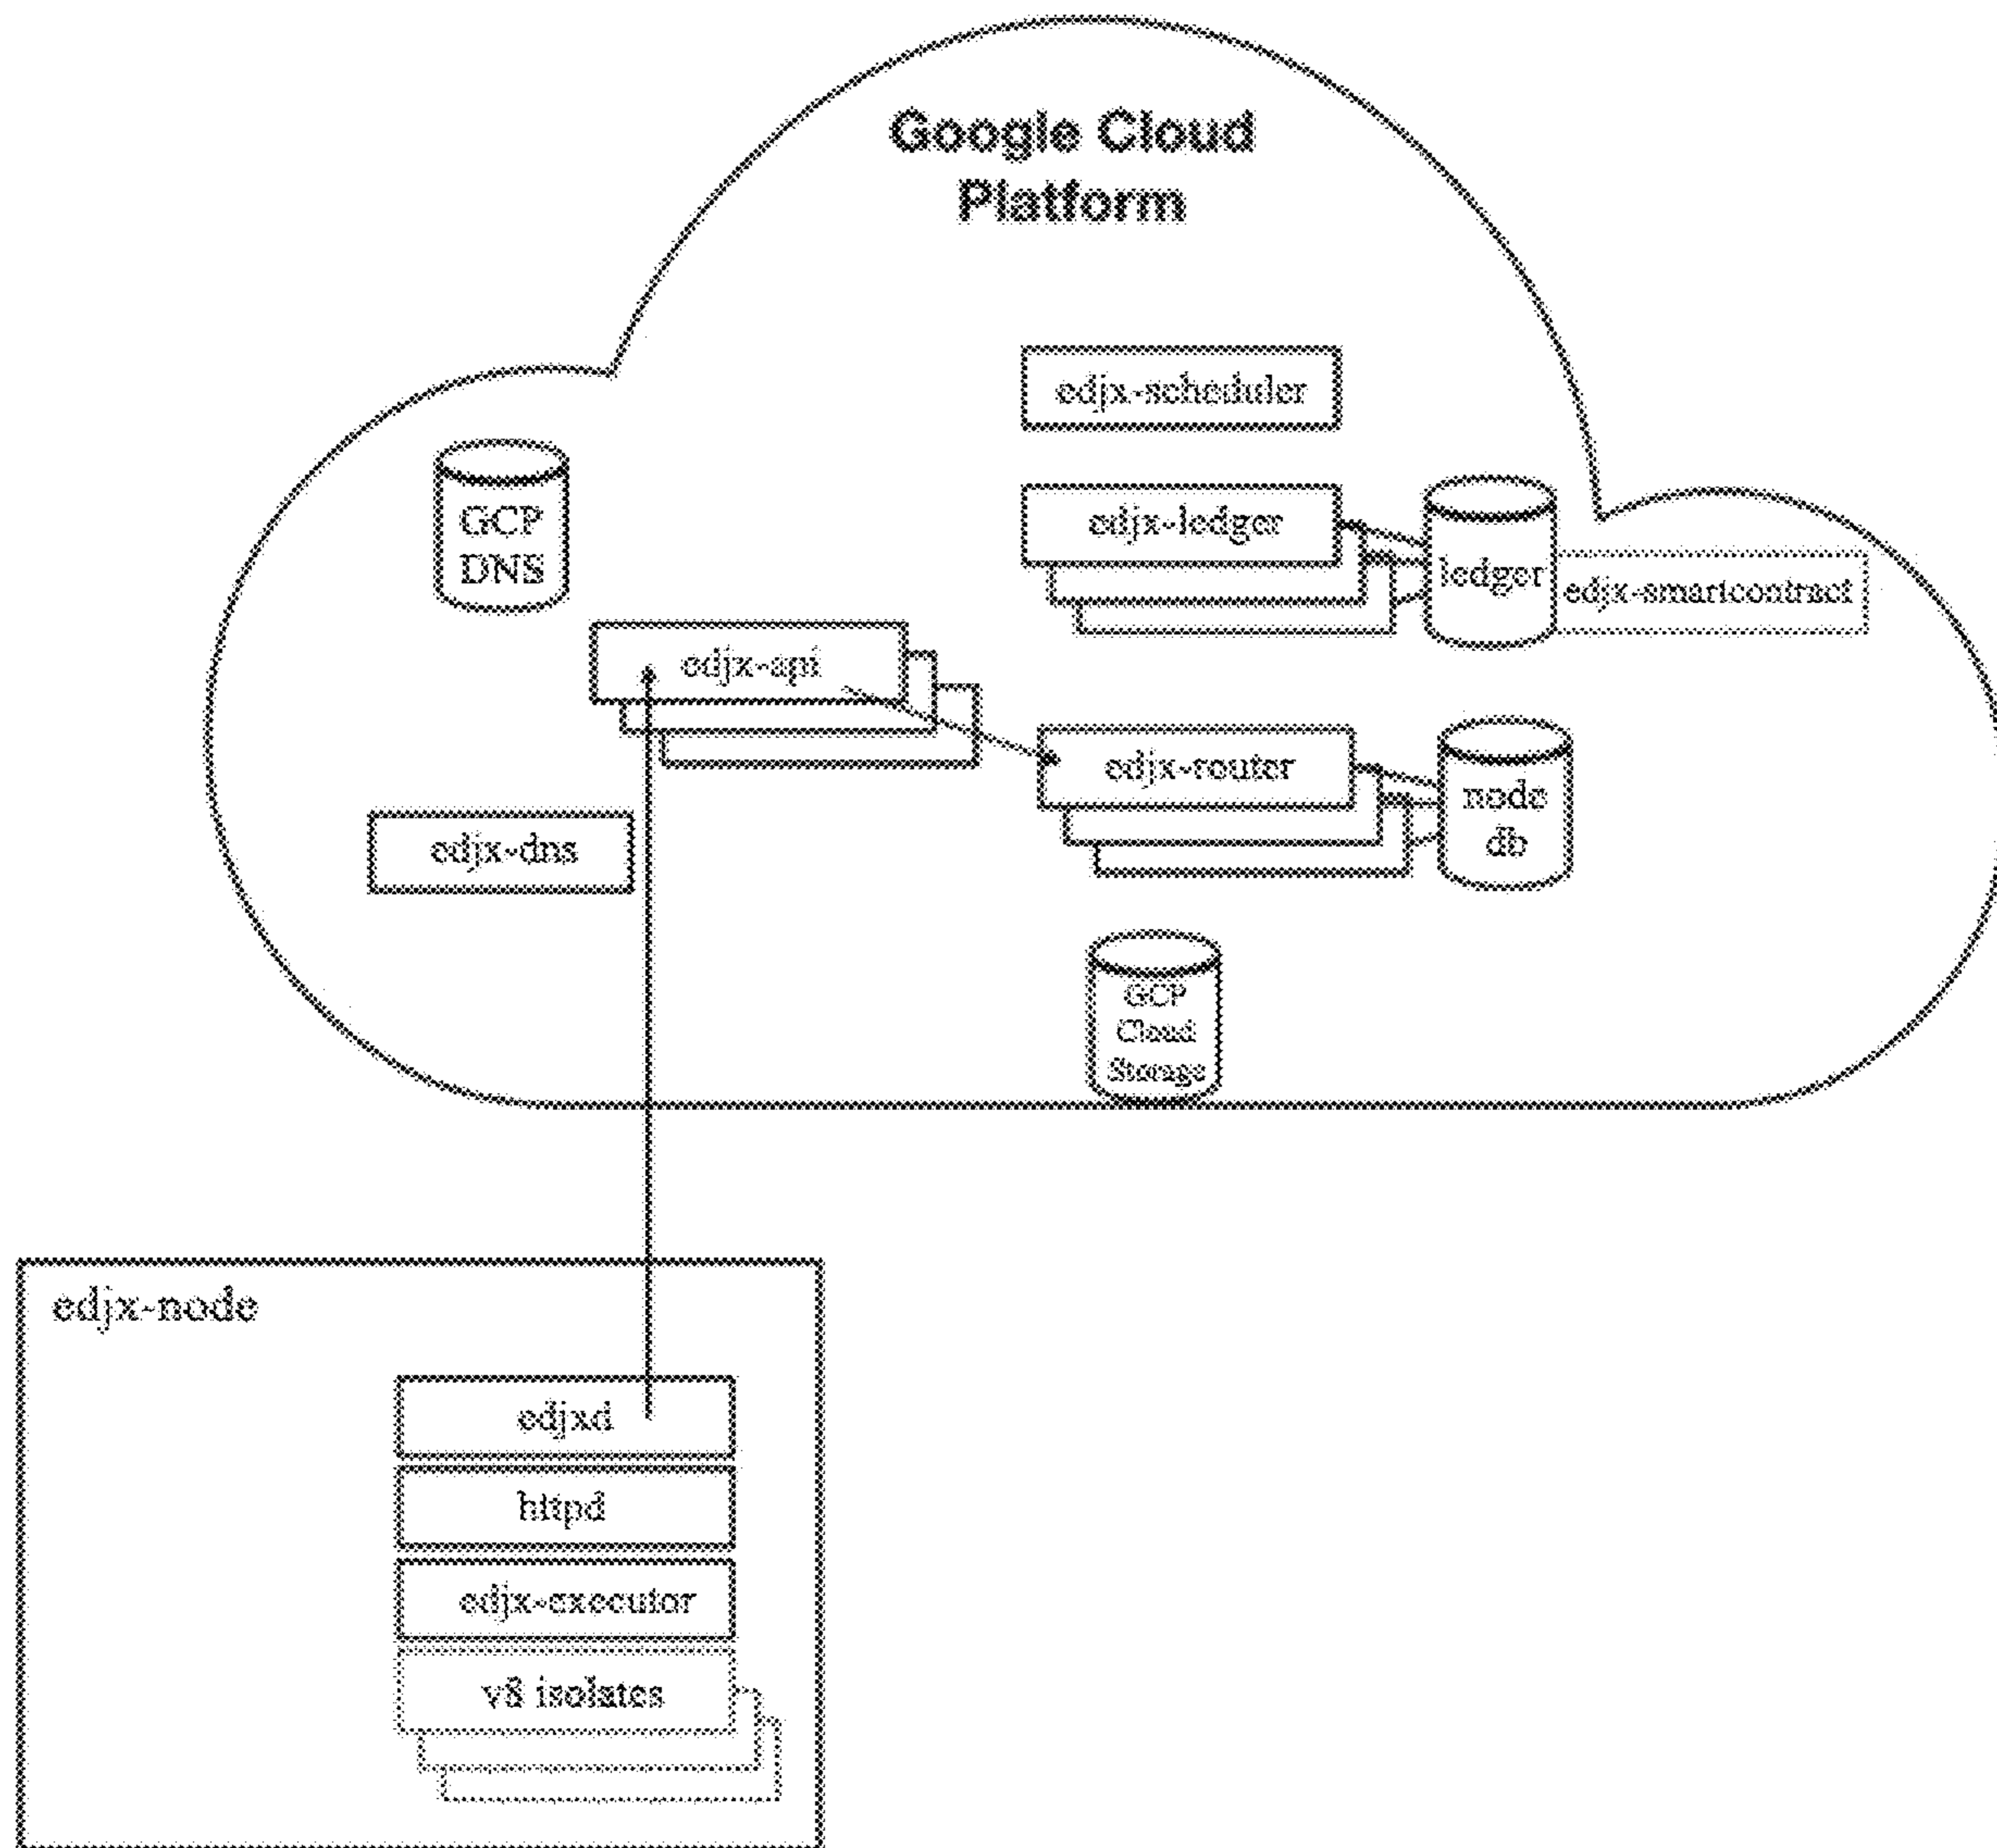 Google Cloud
Platform
edjx-scheduler
GCP
DNS
edjx-ledger
ledger
edjx-smartcontract
edjx-api
edjx-router
node
db
edjx-dns
GCP
Cloud
Storage
edjx-node
edjxd
httpd
edjx-executor
v8 isolates